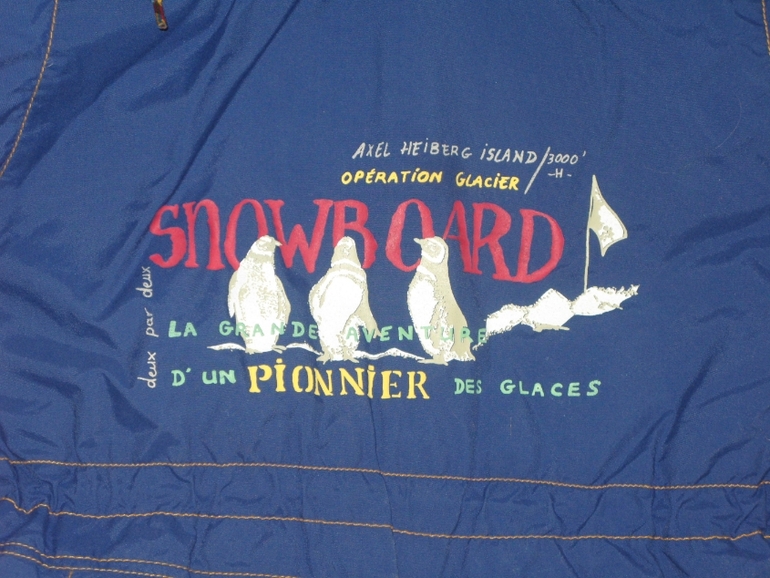 AXEL HEIBERG ISLAND/3000'
OPÉRATION GLACIER
-H-
SNOWBOARD
deux par deux
LA GRANDE AVENTURE
D'UN PIONNIER DES GLACES